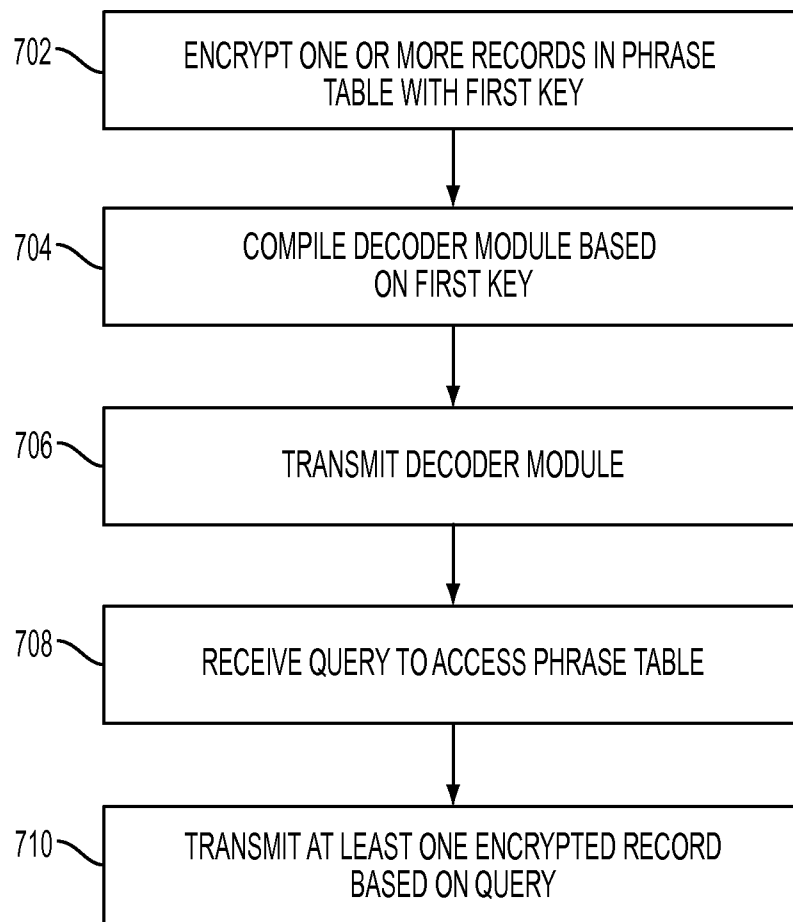 702
ENCRYPT ONE OR MORE RECORDS IN PHRASE
TABLE WITH FIRST KEY
704
COMPILE DECODER MODULE BASED
ON FIRST KEY
706
TRANSMIT DECODER MODULE
708
RECEIVE QUERY TO ACCESS PHRASE TABLE
710
TRANSMIT AT LEAST ONE ENCRYPTED RECORD
BASED ON QUERY